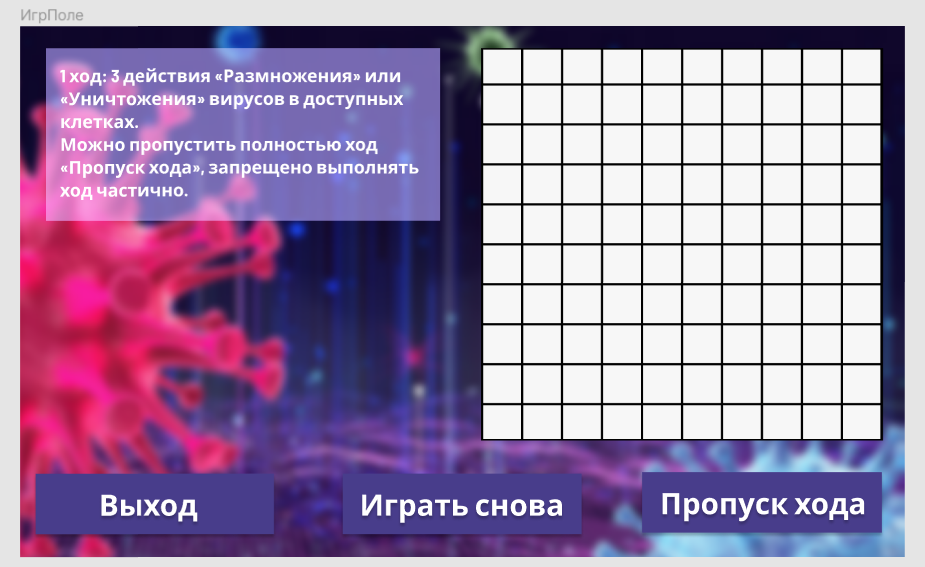 ИгрПоле
1 ход: 3 действия «Размножения» или
«Уничтожения» вирусов в доступных
клетках.
Можно пропустить полностью ход
«Пропуск хода», запрещено выполнять
ход частично.
Выход
Играть снова
Пропуск хода